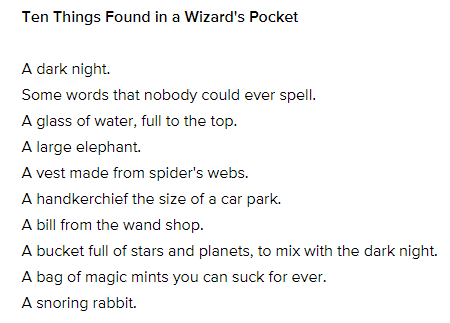 Ten Things Found in a Wizard's Pocket
A dark night.
Some words that nobody could ever spell.
A glass of water, full to the top.
A large elephant.
A vest made from spider's webs.
A handkerchief the size of a car park.
A bill from the wand shop.
A bucket full of stars and planets, to mix with the dark night.
A bag of magic mints you can suck for ever.
A snoring rabbit.